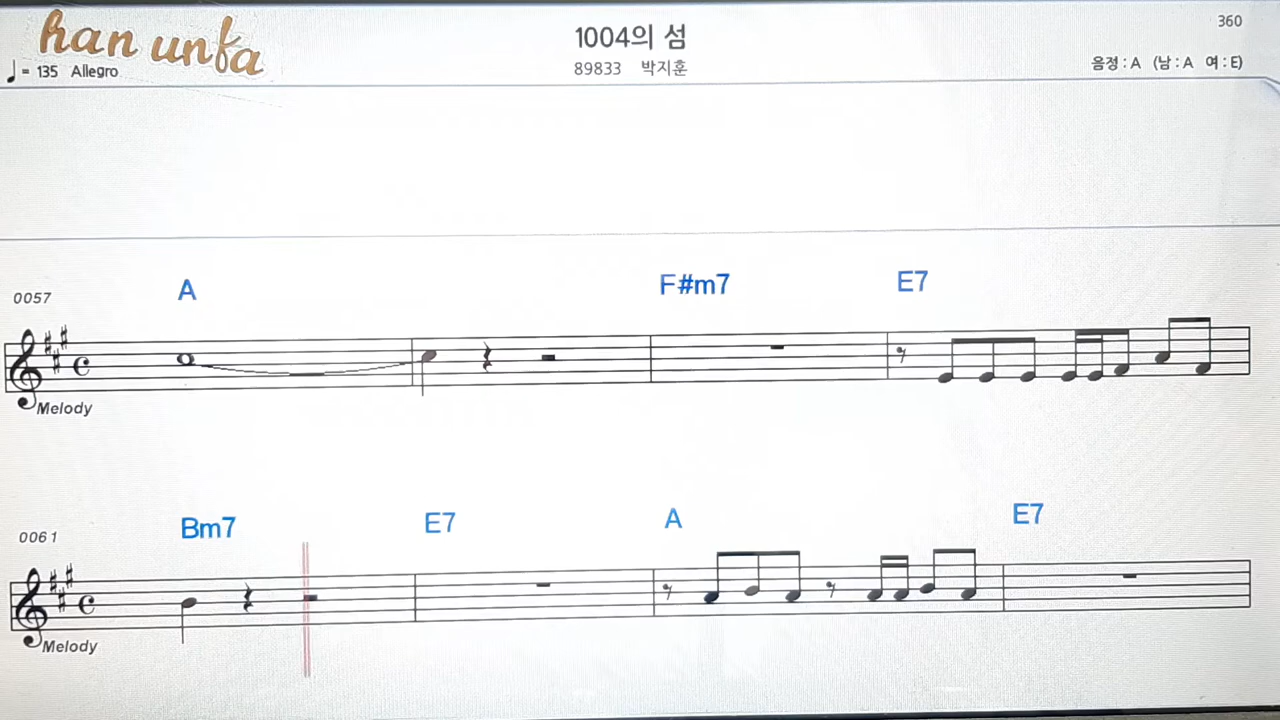 han unfa
1004의 섬
360
♩= 135 Allegro
89833 박지훈
음정 : A (남 : A 여 : E)
A F#m7 E7
0057
Melody
Bm7 E7 A E7
0061
Melody